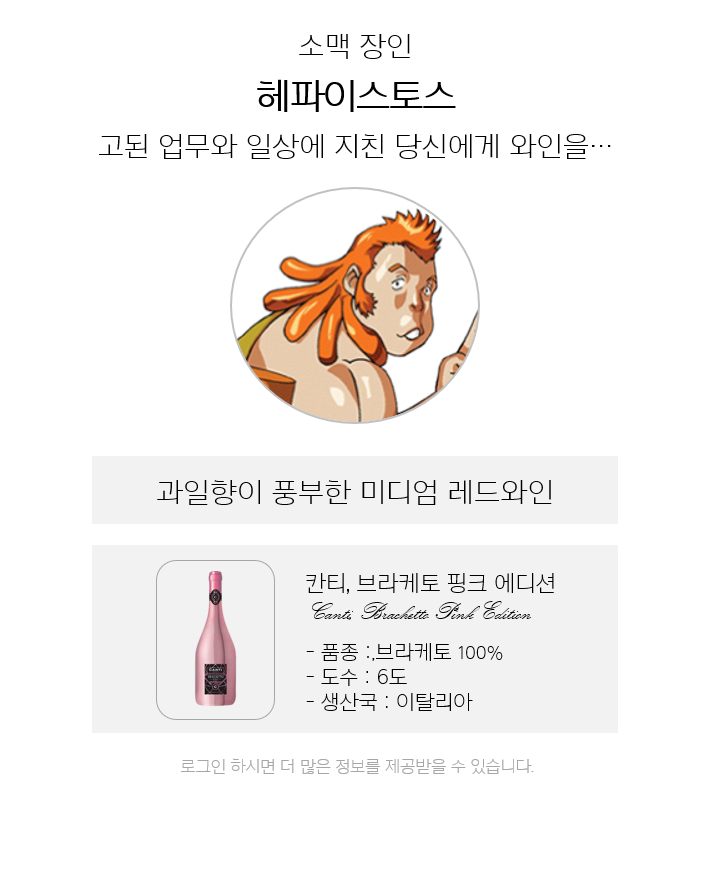 소맥 장인
헤파이스토스
고된 업무와 일상에 지친 당신에게 와인을…
과일향이 풍부한 미디엄 레드와인
칸티, 브라케토 핑크 에디션
Canti, Brachetto Pink Edition
- 품종 : 브라케토 100%
- 도수 : 6도
- 생산국 : 이탈리아
로그인 하시면 더 많은 정보를 제공받을 수 있습니다.